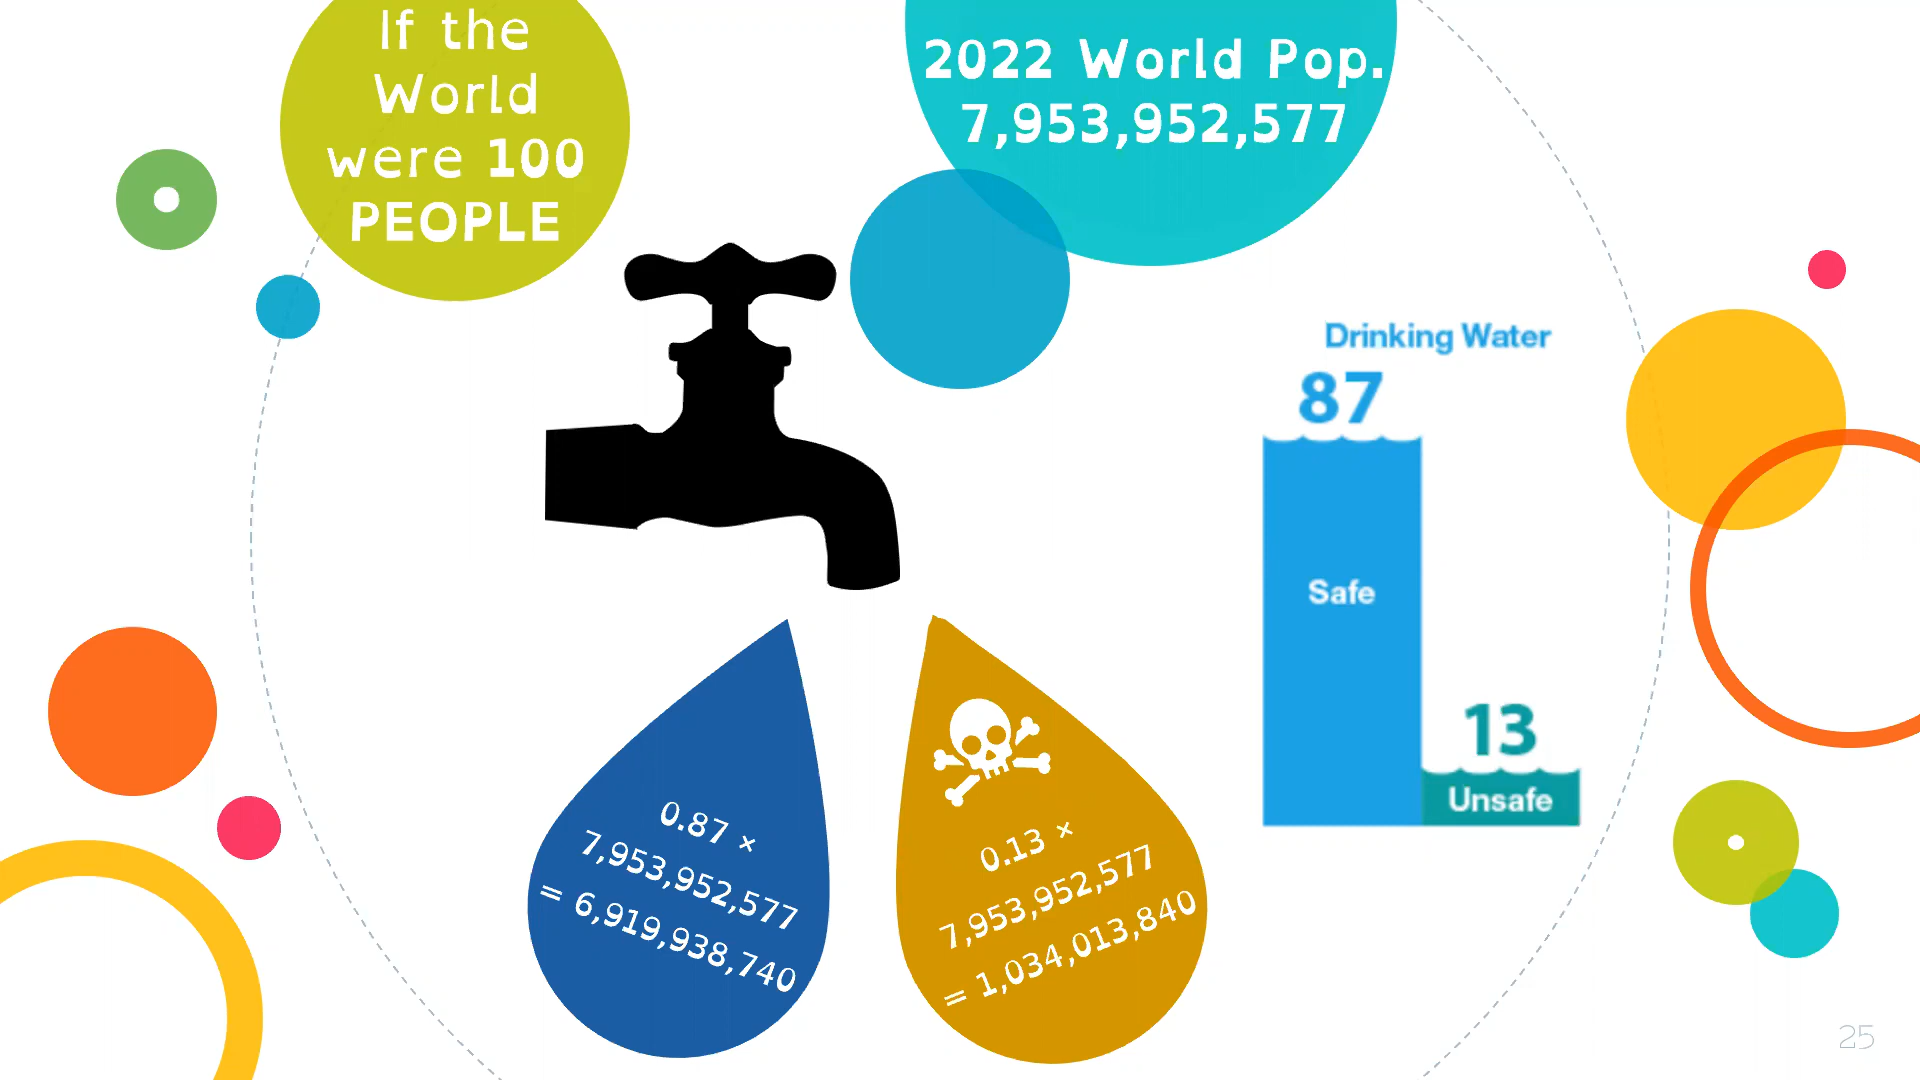 If the
World
were 100
PEOPLE
2022 World Pop.
7,953,952,577
Drinking Water
87
Safe
13
Unsafe
0.87 ×
7,953,952,577
= 6,919,938,740
0.13 ×
7,953,952,577
= 1,034,013,840
25